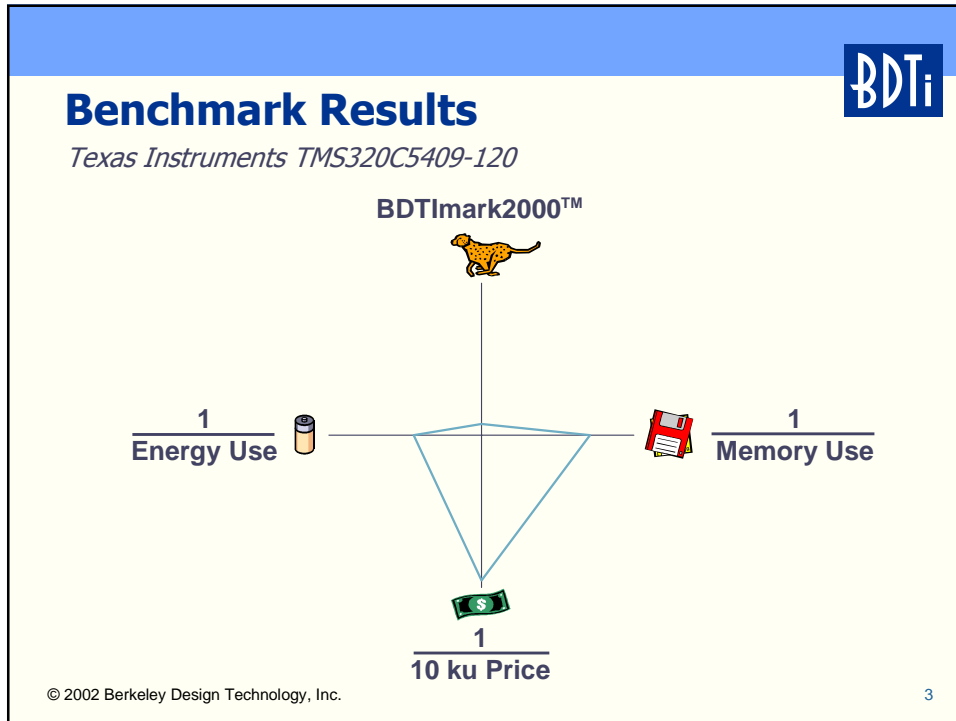 BDTi
Benchmark Results
Texas Instruments TMS320C5409-120
BDTImark2000™
1
Energy Use
1
Memory Use
$
1
10 ku Price
© 2002 Berkeley Design Technology, Inc.
3